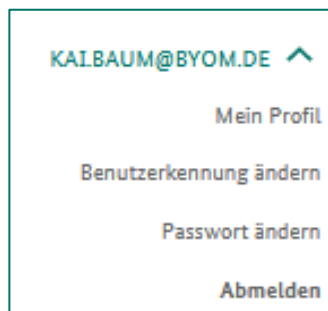 KAI.BAUM@BYOM.DE
Mein Profil
Benutzerkennung ändern
Passwort ändern
Abmelden